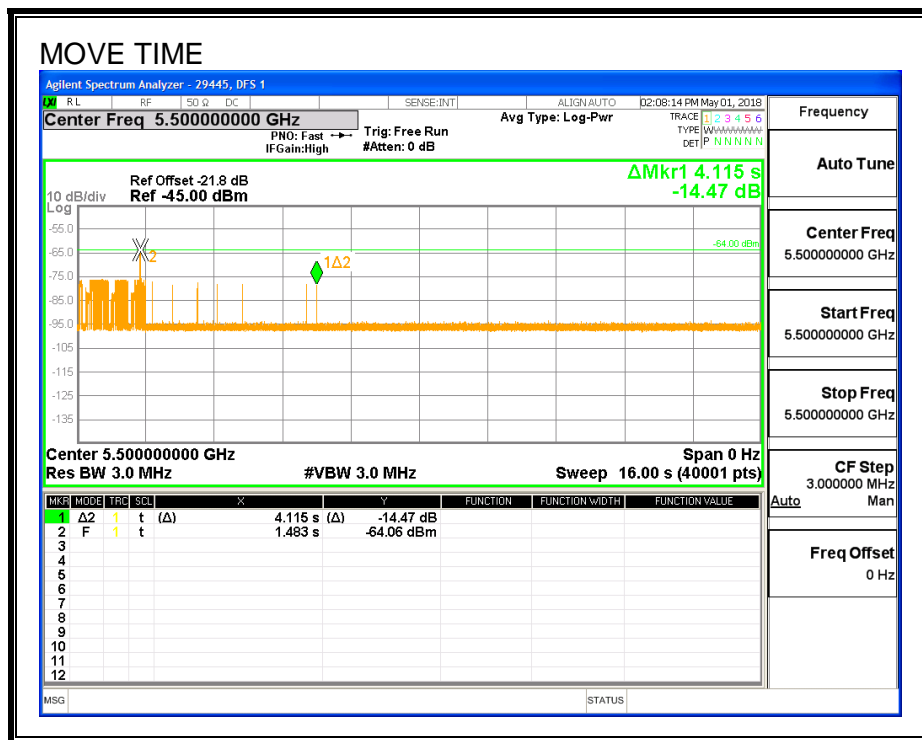 MOVE TIME
Agilent Spectrum Analyzer - 29445, DFS 1
LXI RL RF 50 Ω DC SENSE:INT ALIGN AUTO 02:08:14 PM May 01, 2018
Center Freq 5.500000000 GHz
PNO: Fast
IFGain:High
Trig: Free Run
#Atten: 0 dB
Avg Type: Log-Pwr
TRACE 1 2 3 4 5 6
TYPE WWWWWW
DET P N N N N N
Ref Offset -21.8 dB
10 dB/div Ref -45.00 dBm
Log
ΔMkr1 4.115 s
-14.47 dB
-55.0
-65.0
-75.0
-85.0
-95.0
-105
-115
-125
-135
-64.00 dBm
2
1Δ2
Center 5.500000000 GHz Span 0 Hz
Res BW 3.0 MHz #VBW 3.0 MHz Sweep 16.00 s (40001 pts)
MKR MODE TRC SCL X Y FUNCTION FUNCTION WIDTH FUNCTION VALUE
1 Δ2 1 t (Δ) 4.115 s (Δ) -14.47 dB
2 F 1 t 1.483 s -64.06 dBm
3
4
5
6
7
8
9
10
11
12
MSG STATUS
Frequency
Auto Tune
Center Freq
5.500000000 GHz
Start Freq
5.500000000 GHz
Stop Freq
5.500000000 GHz
CF Step
3.000000 MHz
Auto Man
Freq Offset
0 Hz